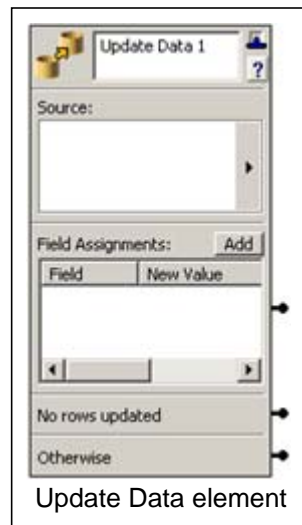 Update Data 1
?
Source:
Field Assignments: Add
Field New Value
No rows updated
Otherwise
Update Data element